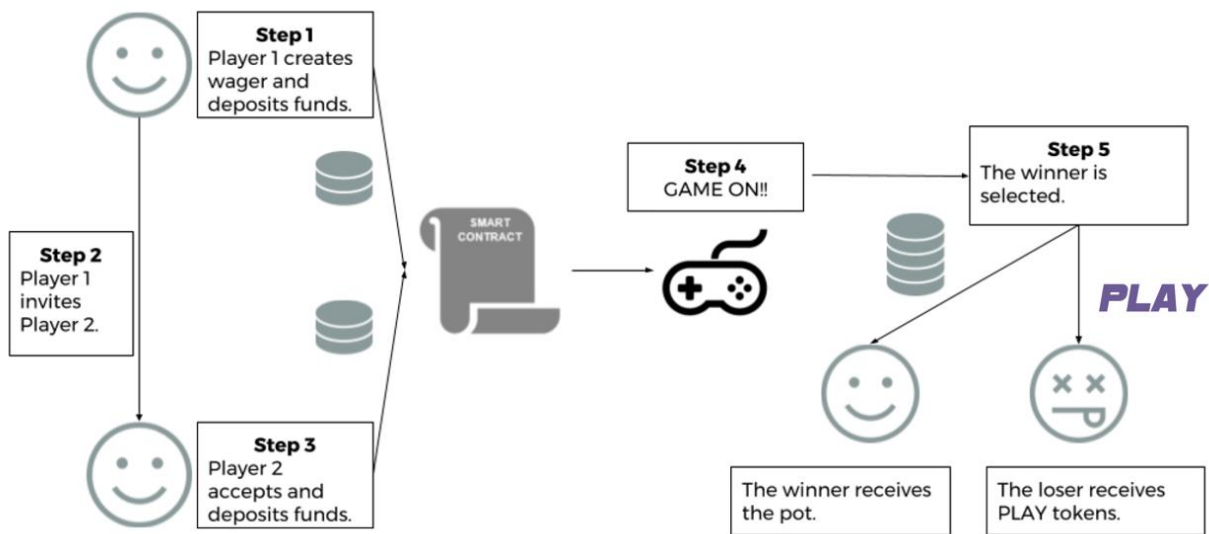 Step 1
Player 1 creates
wager and
deposits funds.
Step 2
Player 1
invites
Player 2.
Step 3
Player 2
accepts and
deposits funds.
SMART
CONTRACT
Step 4
GAME ON!!
Step 5
The winner is
selected.
PLAY
The winner receives
the pot.
The loser receives
PLAY tokens.